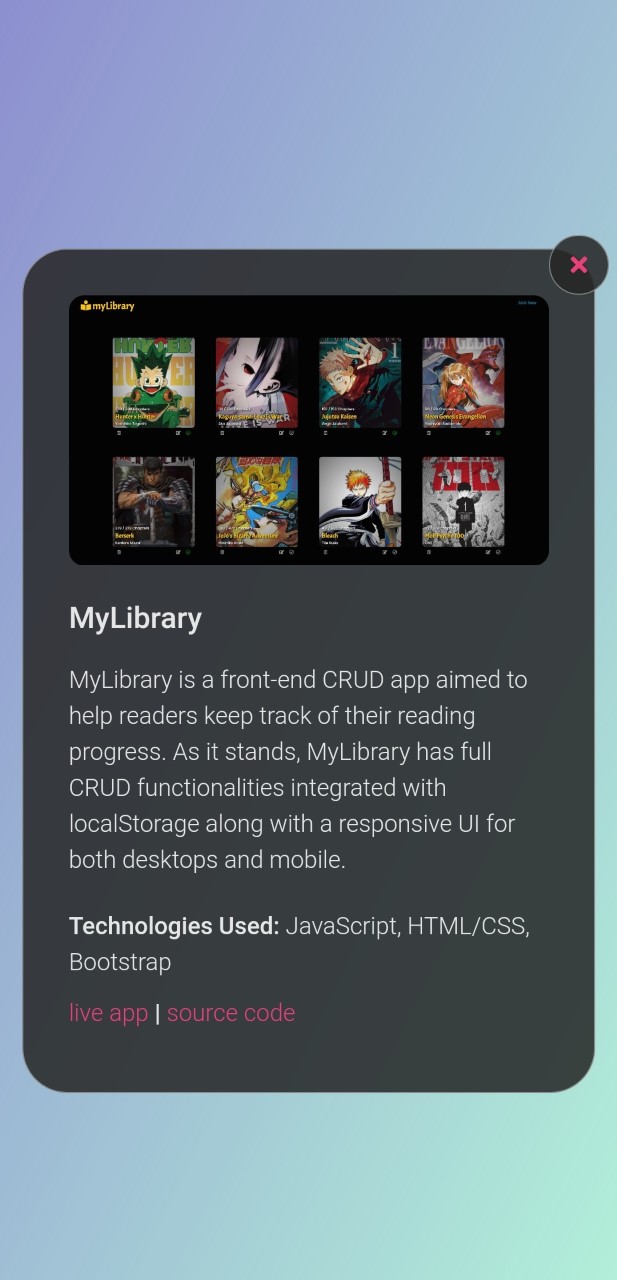 myLibrary
HUNTER
Hunter x Hunter
Kaguya-sama: Love is War
Jujutsu Kaisen
EVANGELION
Neon Genesis Evangelion
Berserk
JoJo's Bizarre Adventure
Bleach
Mob Psycho 100
MyLibrary
MyLibrary is a front-end CRUD app aimed to
help readers keep track of their reading
progress. As it stands, MyLibrary has full
CRUD functionalities integrated with
localStorage along with a responsive UI for
both desktops and mobile.
Technologies Used: JavaScript, HTML/CSS,
Bootstrap
live app | source code